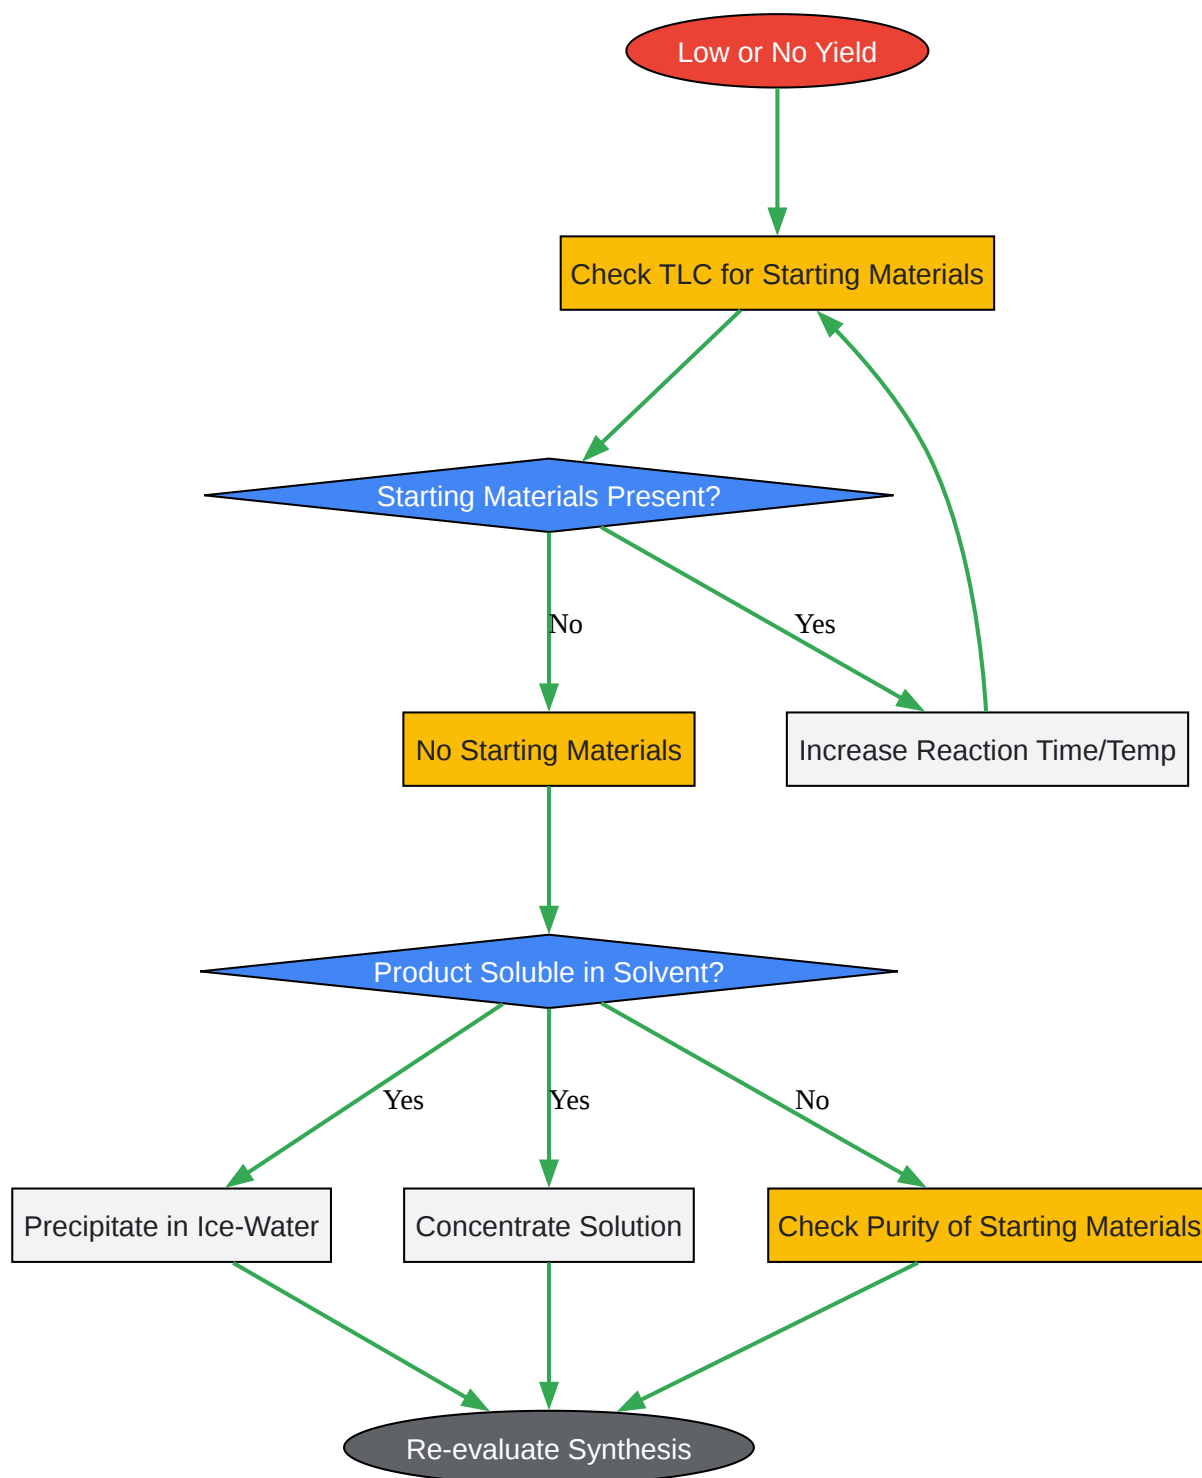 Low or No Yield
Check TLC for Starting Materials
Starting Materials Present?
No
Yes
No Starting Materials
Increase Reaction Time/Temp
Product Soluble in Solvent?
Yes
Yes
No
Precipitate in Ice-Water
Concentrate Solution
Check Purity of Starting Materials
Re-evaluate Synthesis